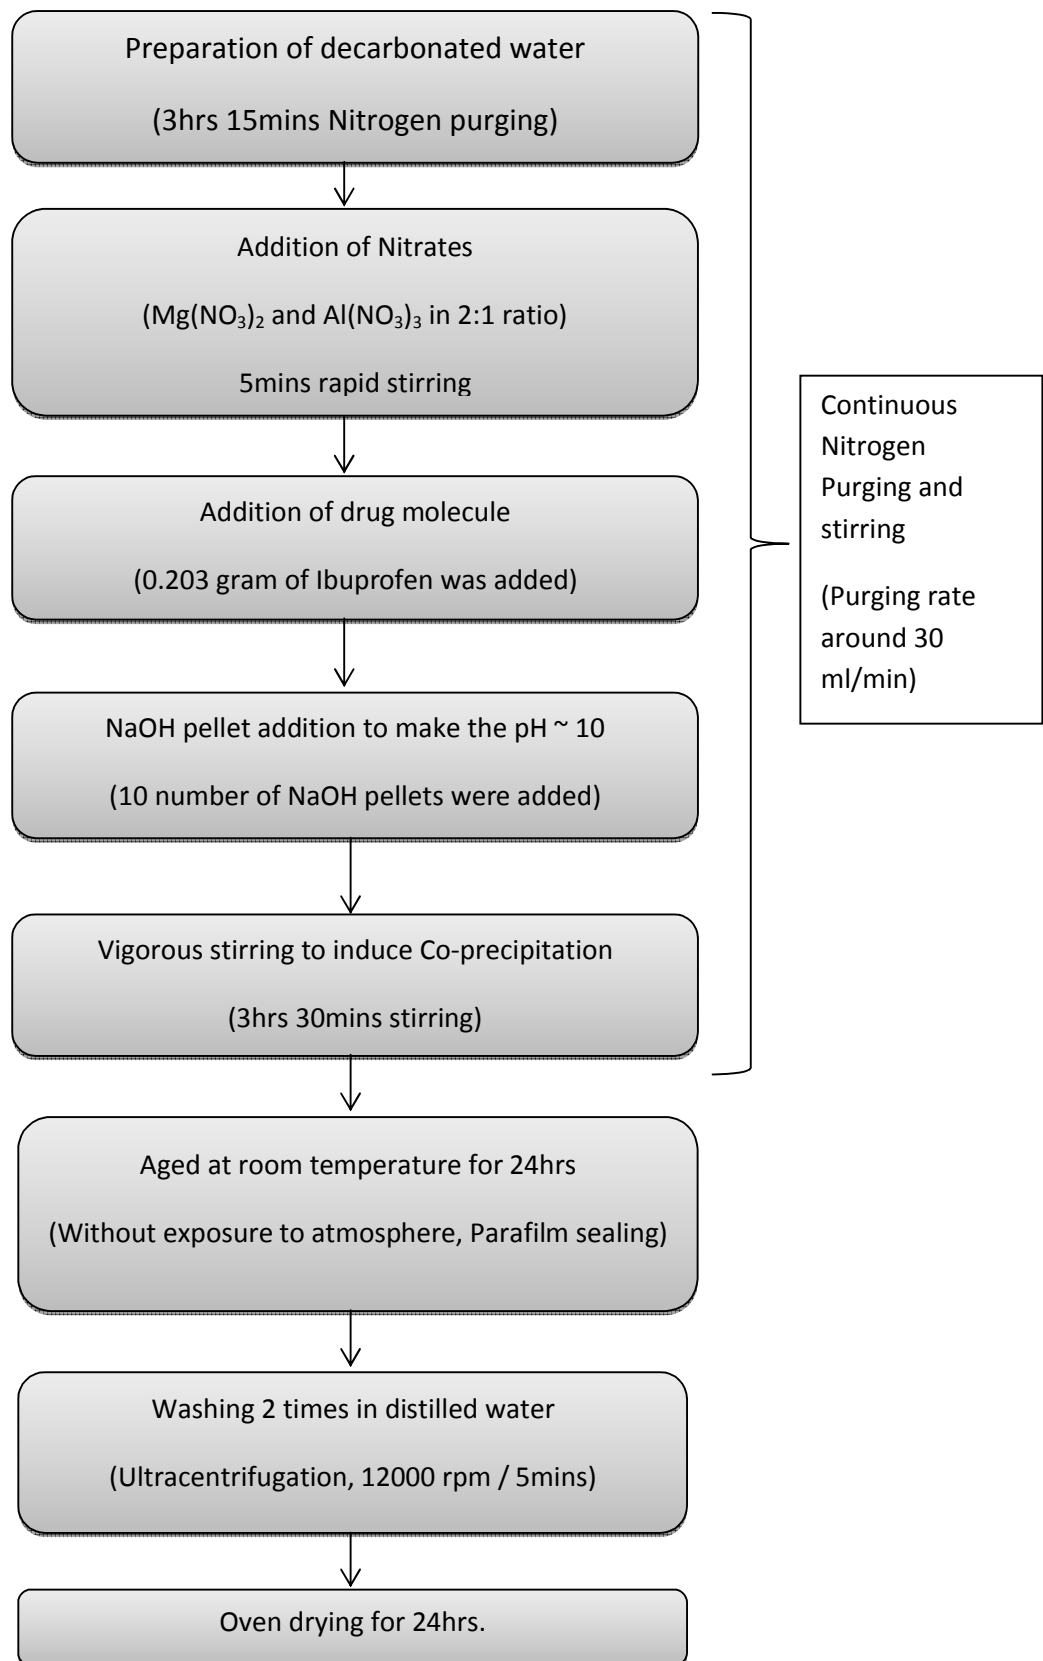 Preparation of decarbonated water
(3hrs 15mins Nitrogen purging)
Addition of Nitrates
(Mg(NO₃)₂ and Al(NO₃)₃ in 2:1 ratio)
5mins rapid stirring
Addition of drug molecule
(0.203 gram of Ibuprofen was added)
NaOH pellet addition to make the pH ~ 10
(10 number of NaOH pellets were added)
Vigorous stirring to induce Co-precipitation
(3hrs 30mins stirring)
Continuous
Nitrogen
Purging and
stirring
(Purging rate
around 30
ml/min)
Aged at room temperature for 24hrs
(Without exposure to atmosphere, Parafilm sealing)
Washing 2 times in distilled water
(Ultracentrifugation, 12000 rpm / 5mins)
Oven drying for 24hrs.